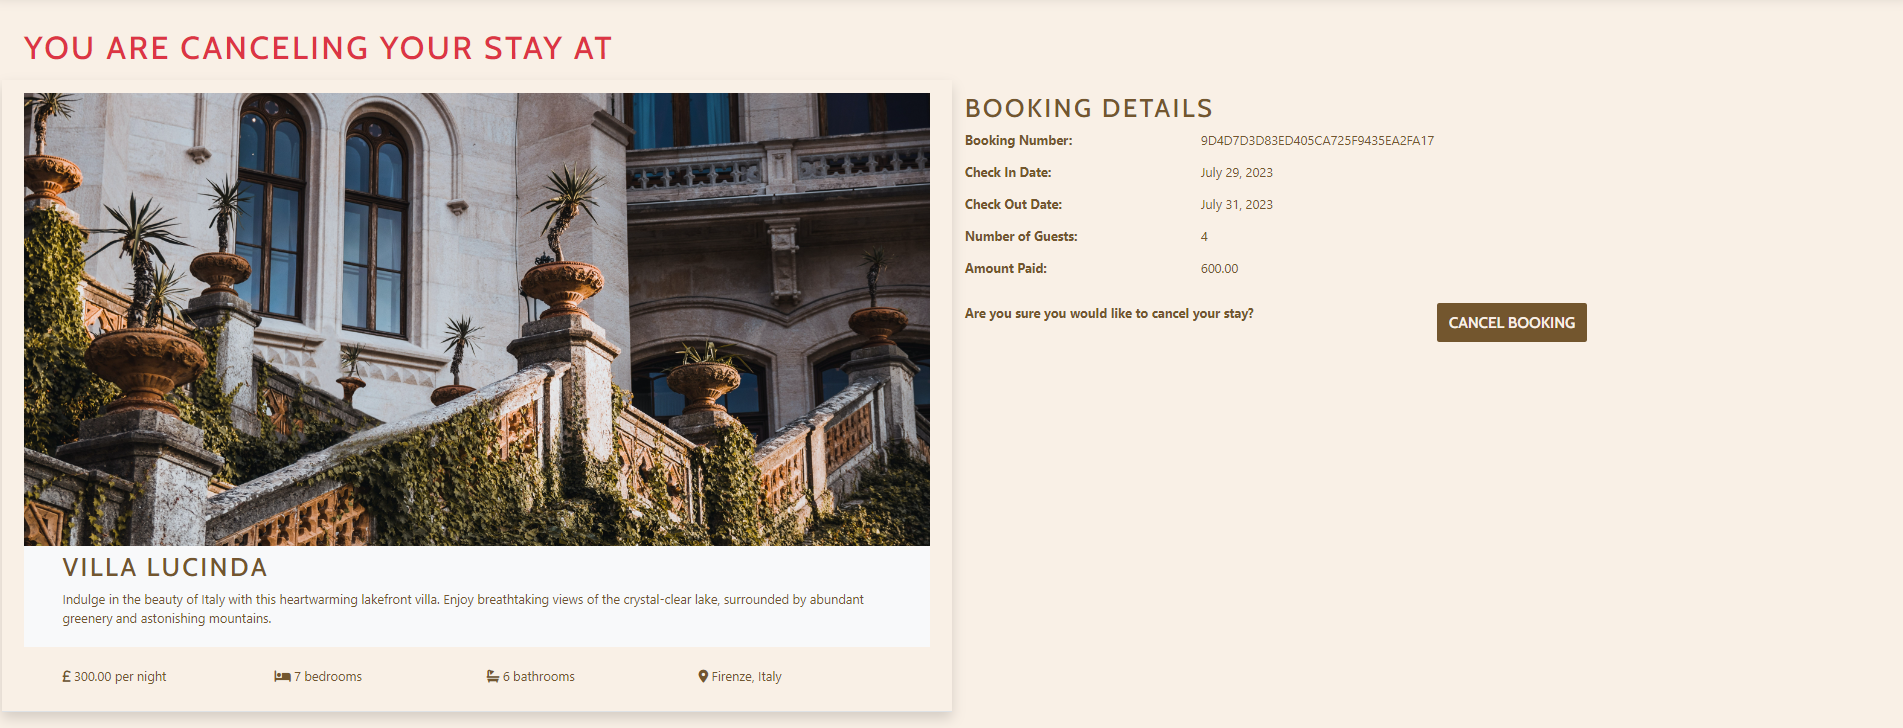 YOU ARE CANCELING YOUR STAY AT
VILLA LUCINDA
Indulge in the beauty of Italy with this heartwarming lakefront villa. Enjoy breathtaking views of the crystal-clear lake, surrounded by abundant
greenery and astonishing mountains.
£ 300.00 per night
7 bedrooms
6 bathrooms
Firenze, Italy
BOOKING DETAILS
Booking Number: 9D4D7D3D83ED405CA725F9435EA2FA17
Check In Date: July 29, 2023
Check Out Date: July 31, 2023
Number of Guests: 4
Amount Paid: 600.00
Are you sure you would like to cancel your stay?
CANCEL BOOKING